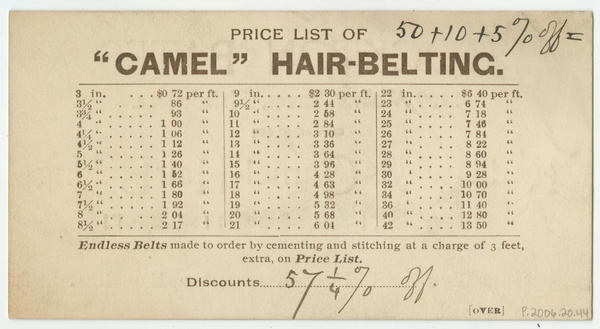 PRICE LIST OF 50+10+5% off =
"CAMEL" HAIR-BELTING.
3 in. . . . . $0 72 per ft. 9 in. . . . . $2 30 per ft. 22 in. . . . . $6 40 per ft.
3½ " . . . . 86 " 9½ " . . . . 2 44 " 23 " . . . . 6 74 "
3¾ " . . . . 93 " 10 " . . . . 2 58 " 24 " . . . . 7 18 "
4 " . . . . 1 00 " 11 " . . . . 2 84 " 25 " . . . . 7 46 "
4¼ " . . . . 1 06 " 12 " . . . . 3 10 " 26 " . . . . 7 84 "
4½ " . . . . 1 12 " 13 " . . . . 3 36 " 27 " . . . . 8 22 "
5 " . . . . 1 26 " 14 " . . . . 3 64 " 28 " . . . . 8 60 "
5½ " . . . . 1 40 " 15 " . . . . 3 96 " 29 " . . . . 8 94 "
6 " . . . . 1 52 " 16 " . . . . 4 28 " 30 " . . . . 9 28 "
6½ " . . . . 1 66 " 17 " . . . . 4 63 " 32 " . . . . 10 00 "
7 " . . . . 1 80 " 18 " . . . . 4 98 " 34 " . . . . 10 70 "
7½ " . . . . 1 92 " 19 " . . . . 5 32 " 36 " . . . . 11 40 "
8 " . . . . 2 04 " 20 " . . . . 5 68 " 40 " . . . . 12 80 "
8½ " . . . . 2 17 " 21 " . . . . 6 04 " 42 " . . . . 13 50 "
Endless Belts made to order by cementing and stitching at a charge of 3 feet,
extra, on Price List.
Discounts.....57 ¼ % off.
[OVER] P.2006.20.44